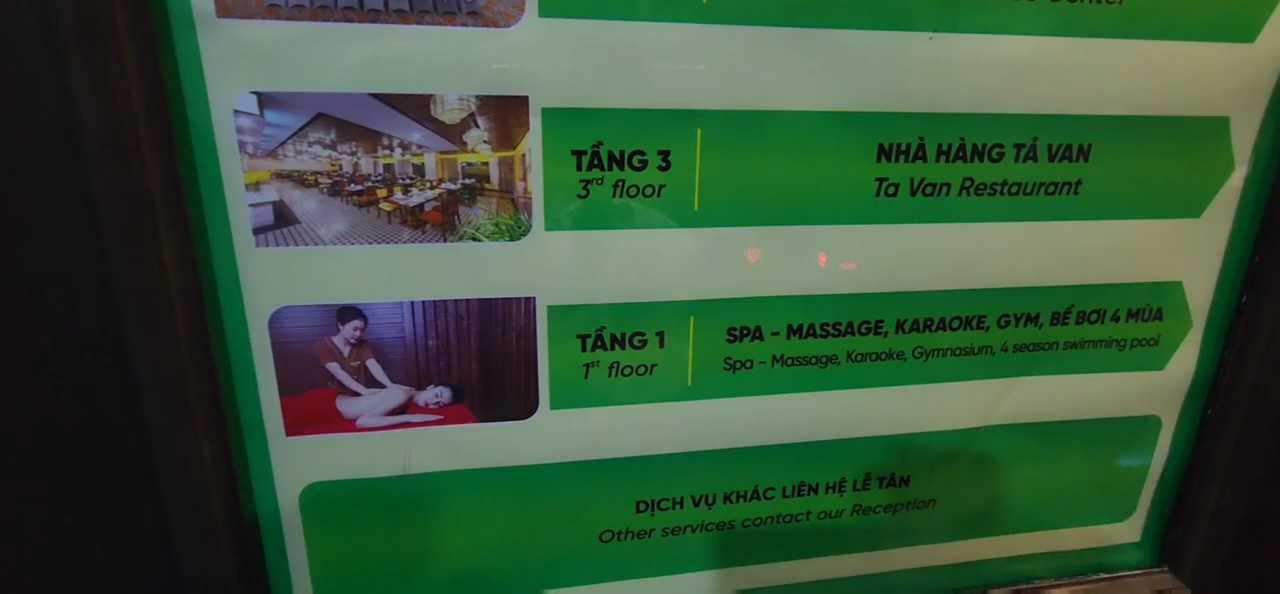 Center
TẦNG 3
3rd floor
NHÀ HÀNG TẢ VAN
Ta Van Restaurant
TẦNG 1
1st floor
SPA - MASSAGE, KARAOKE, GYM, BỂ BƠI 4 MÙA
Spa - Massage, Karaoke, Gymnasium, 4 season swimming pool
DỊCH VỤ KHÁC LIÊN HỆ LỄ TÂN
Other services contact our Reception